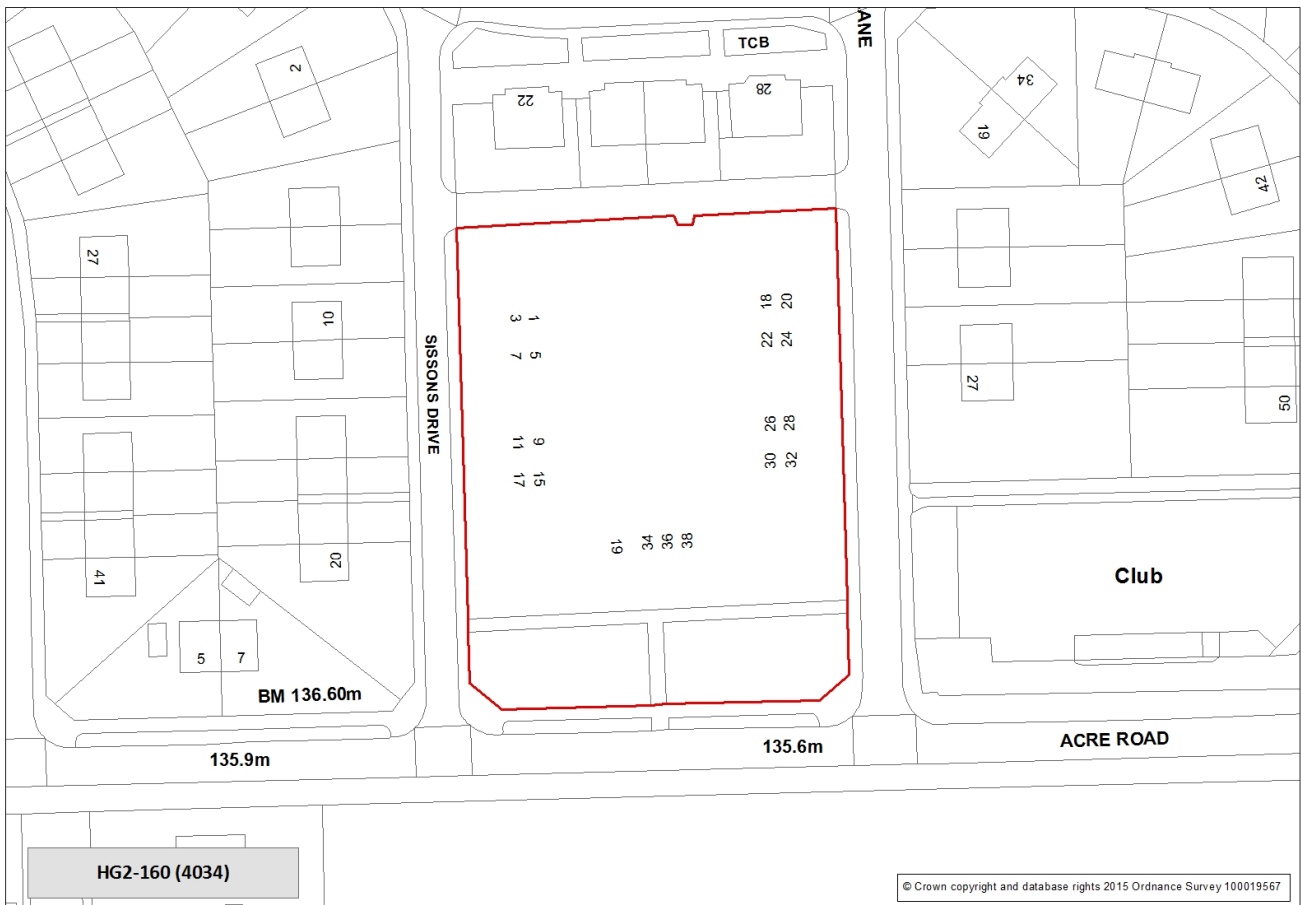 TCB
ANE
2
22
28
34
19
42
27
10
SISSONS DRIVE
3 1
7 5
18 20
22 24
27
50
11 9
17 15
26 28
30 32
61 34 36 38
41
20
Club
5 7
BM 136.60m
135.9m
135.6m
ACRE ROAD
HG2-160 (4034)
© Crown copyright and database rights 2015 Ordnance Survey 100019567